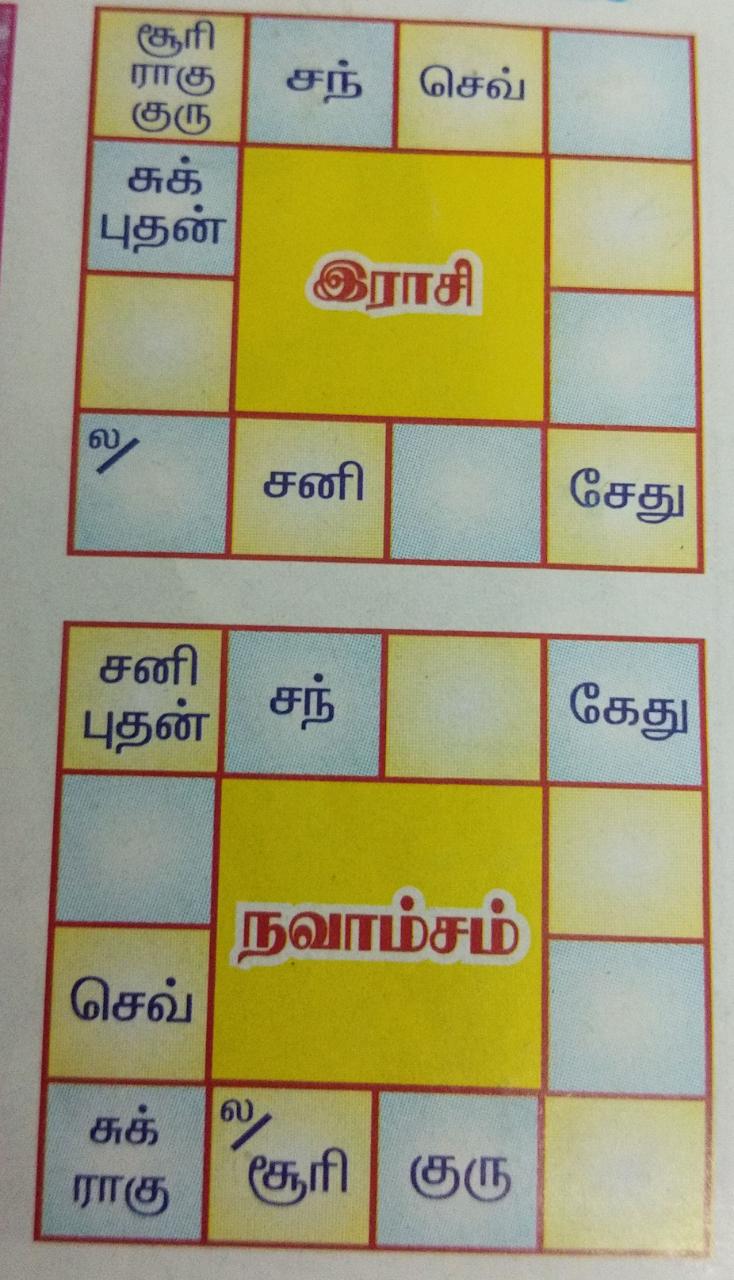 சூரி
ராகு
குரு
சந்
செவ்
சுக்
புதன்
இராசி
ல/
சனி
சேது
சனி
புதன்
சந்
கேது
நவாம்சம்
செவ்
சுக்
ராகு
ல/
சூரி
குரு